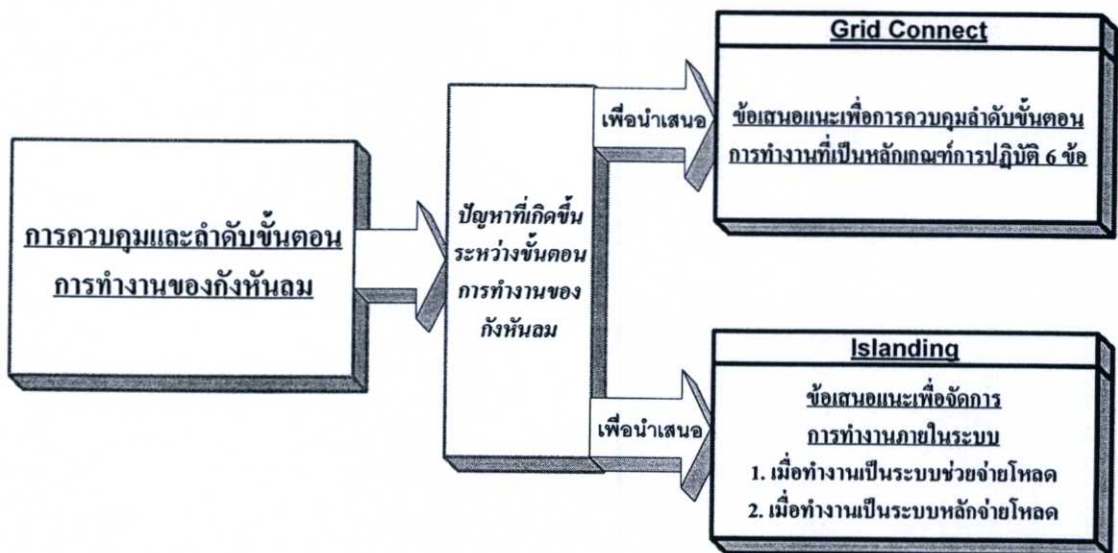 การควบคุมและลำดับขั้นตอน
การทำงานของกังหันลม
ปัญหาที่เกิดขึ้น
ระหว่างขั้นตอน
การทำงานของ
กังหันลม
เพื่อนำเสนอ
Grid Connect
ข้อเสนอแนะเพื่อการควบคุมลำดับขั้นตอน
การทำงานที่เป็นหลักเกณฑ์การปฏิบัติ 6 ข้อ
เพื่อนำเสนอ
Islanding
ข้อเสนอแนะเพื่อจัดการ
การทำงานภายในระบบ
1. เมื่อทำงานเป็นระบบช่วยจ่ายโหลด
2. เมื่อทำงานเป็นระบบหลักจ่ายโหลด